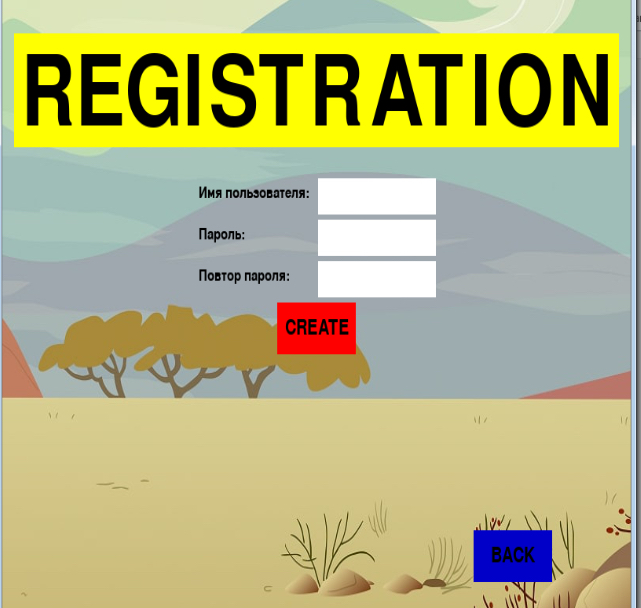 REGISTRATION
Имя пользователя:
Пароль:
Повтор пароля:
CREATE
BACK